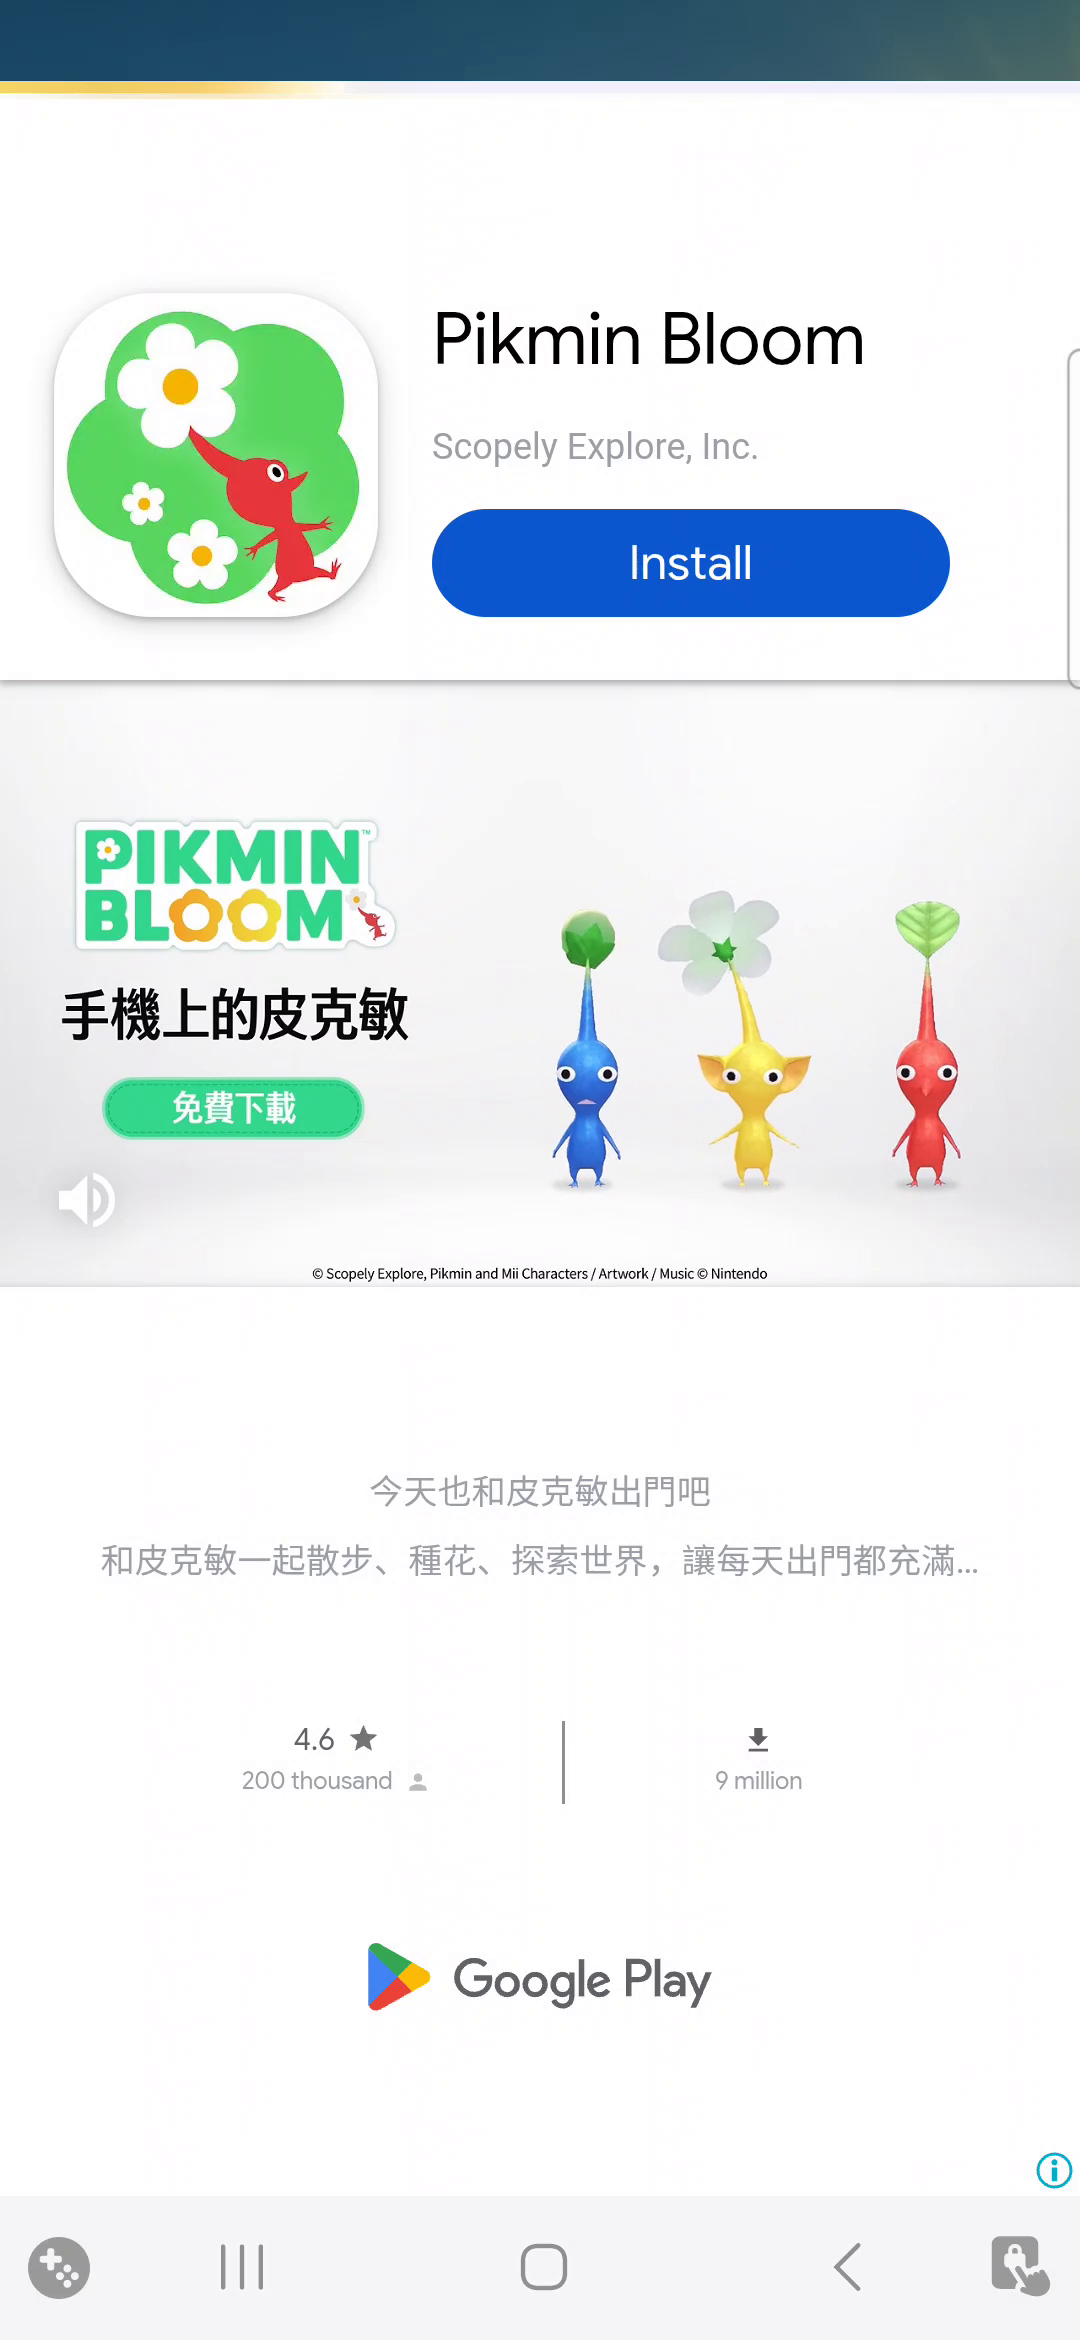 Pikmin Bloom
Scopely Explore, Inc.
Install
PIKMIN™
BLOOM
手機上的皮克敏
免費下載
© Scopely Explore, Pikmin and Mii Characters / Artwork / Music © Nintendo
今天也和皮克敏出門吧
和皮克敏一起散步、種花、探索世界，讓每天出門都充滿...
4.6
200 thousand
9 million
Google Play